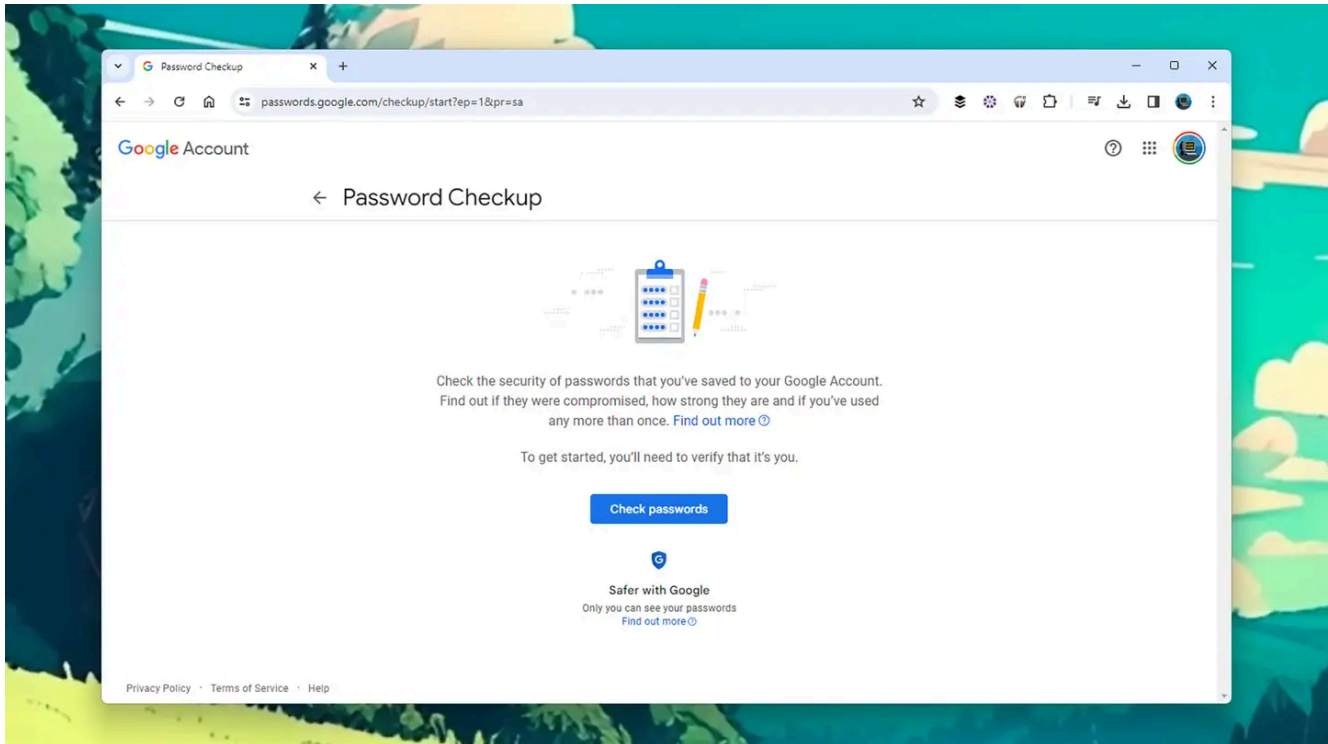 Password Checkup
passwords.google.com/checkup/start?ep=1&pr=sa
Google Account
Password Checkup
Check the security of passwords that you've saved to your Google Account.
Find out if they were compromised, how strong they are and if you've used
any more than once. Find out more
To get started, you'll need to verify that it's you.
Check passwords
Safer with Google
Only you can see your passwords
Find out more
Privacy Policy · Terms of Service · Help